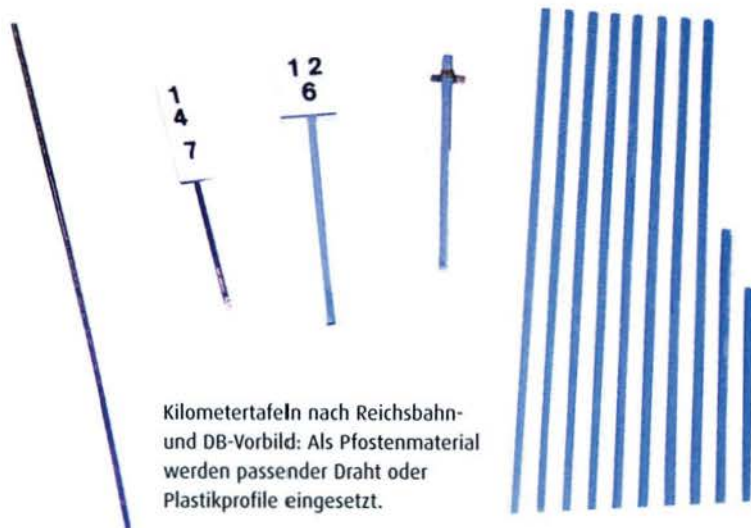 1
4
7
1 2
6
Kilometertafeln nach Reichsbahn-
und DB-Vorbild: Als Pfostenmaterial
werden passender Draht oder
Plastikprofile eingesetzt.